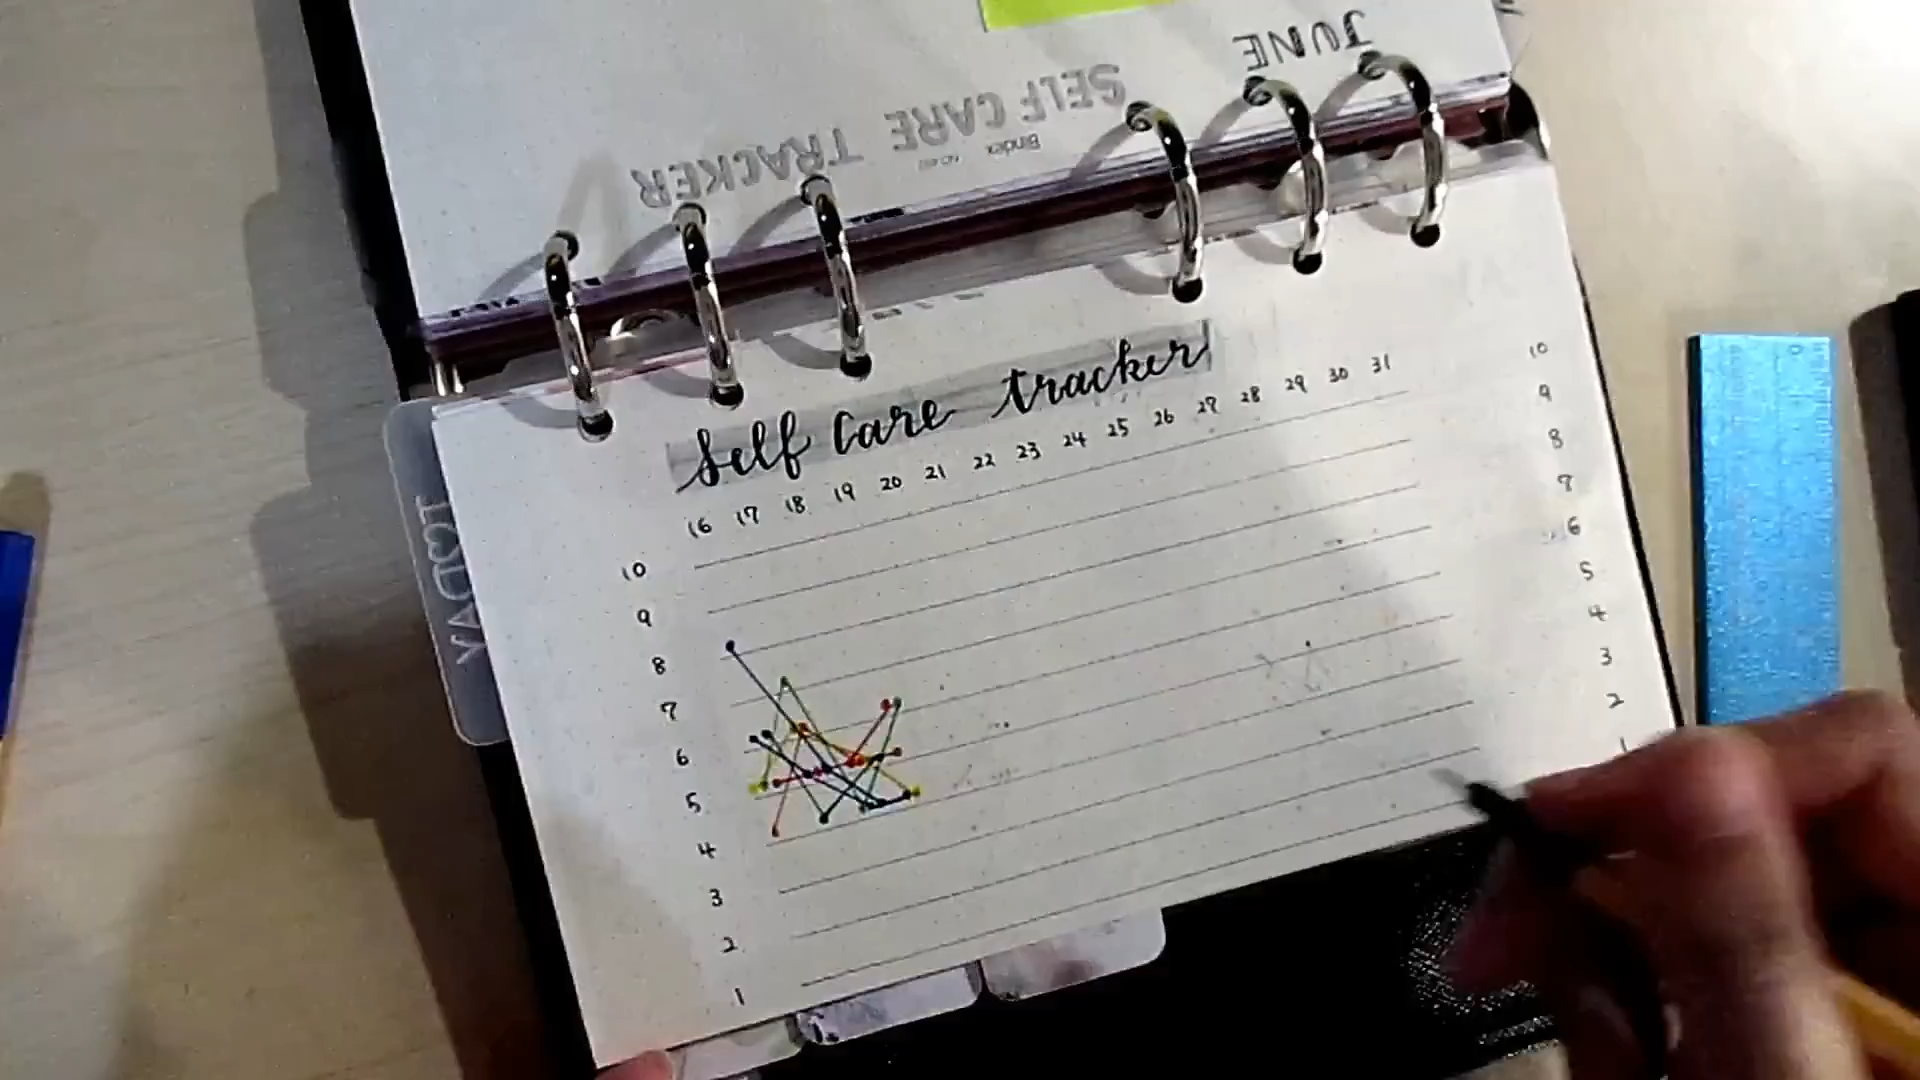 JUNE
SELF CARE TRACKER
Bindex
Self care tracker
16 17 18 19 20 21 22 23 24 25 26 27 28 29 30 31
10 10
9 9
8 8
7 7
6 6
5 5
4 4
3 3
2 2
1 1
TODAY